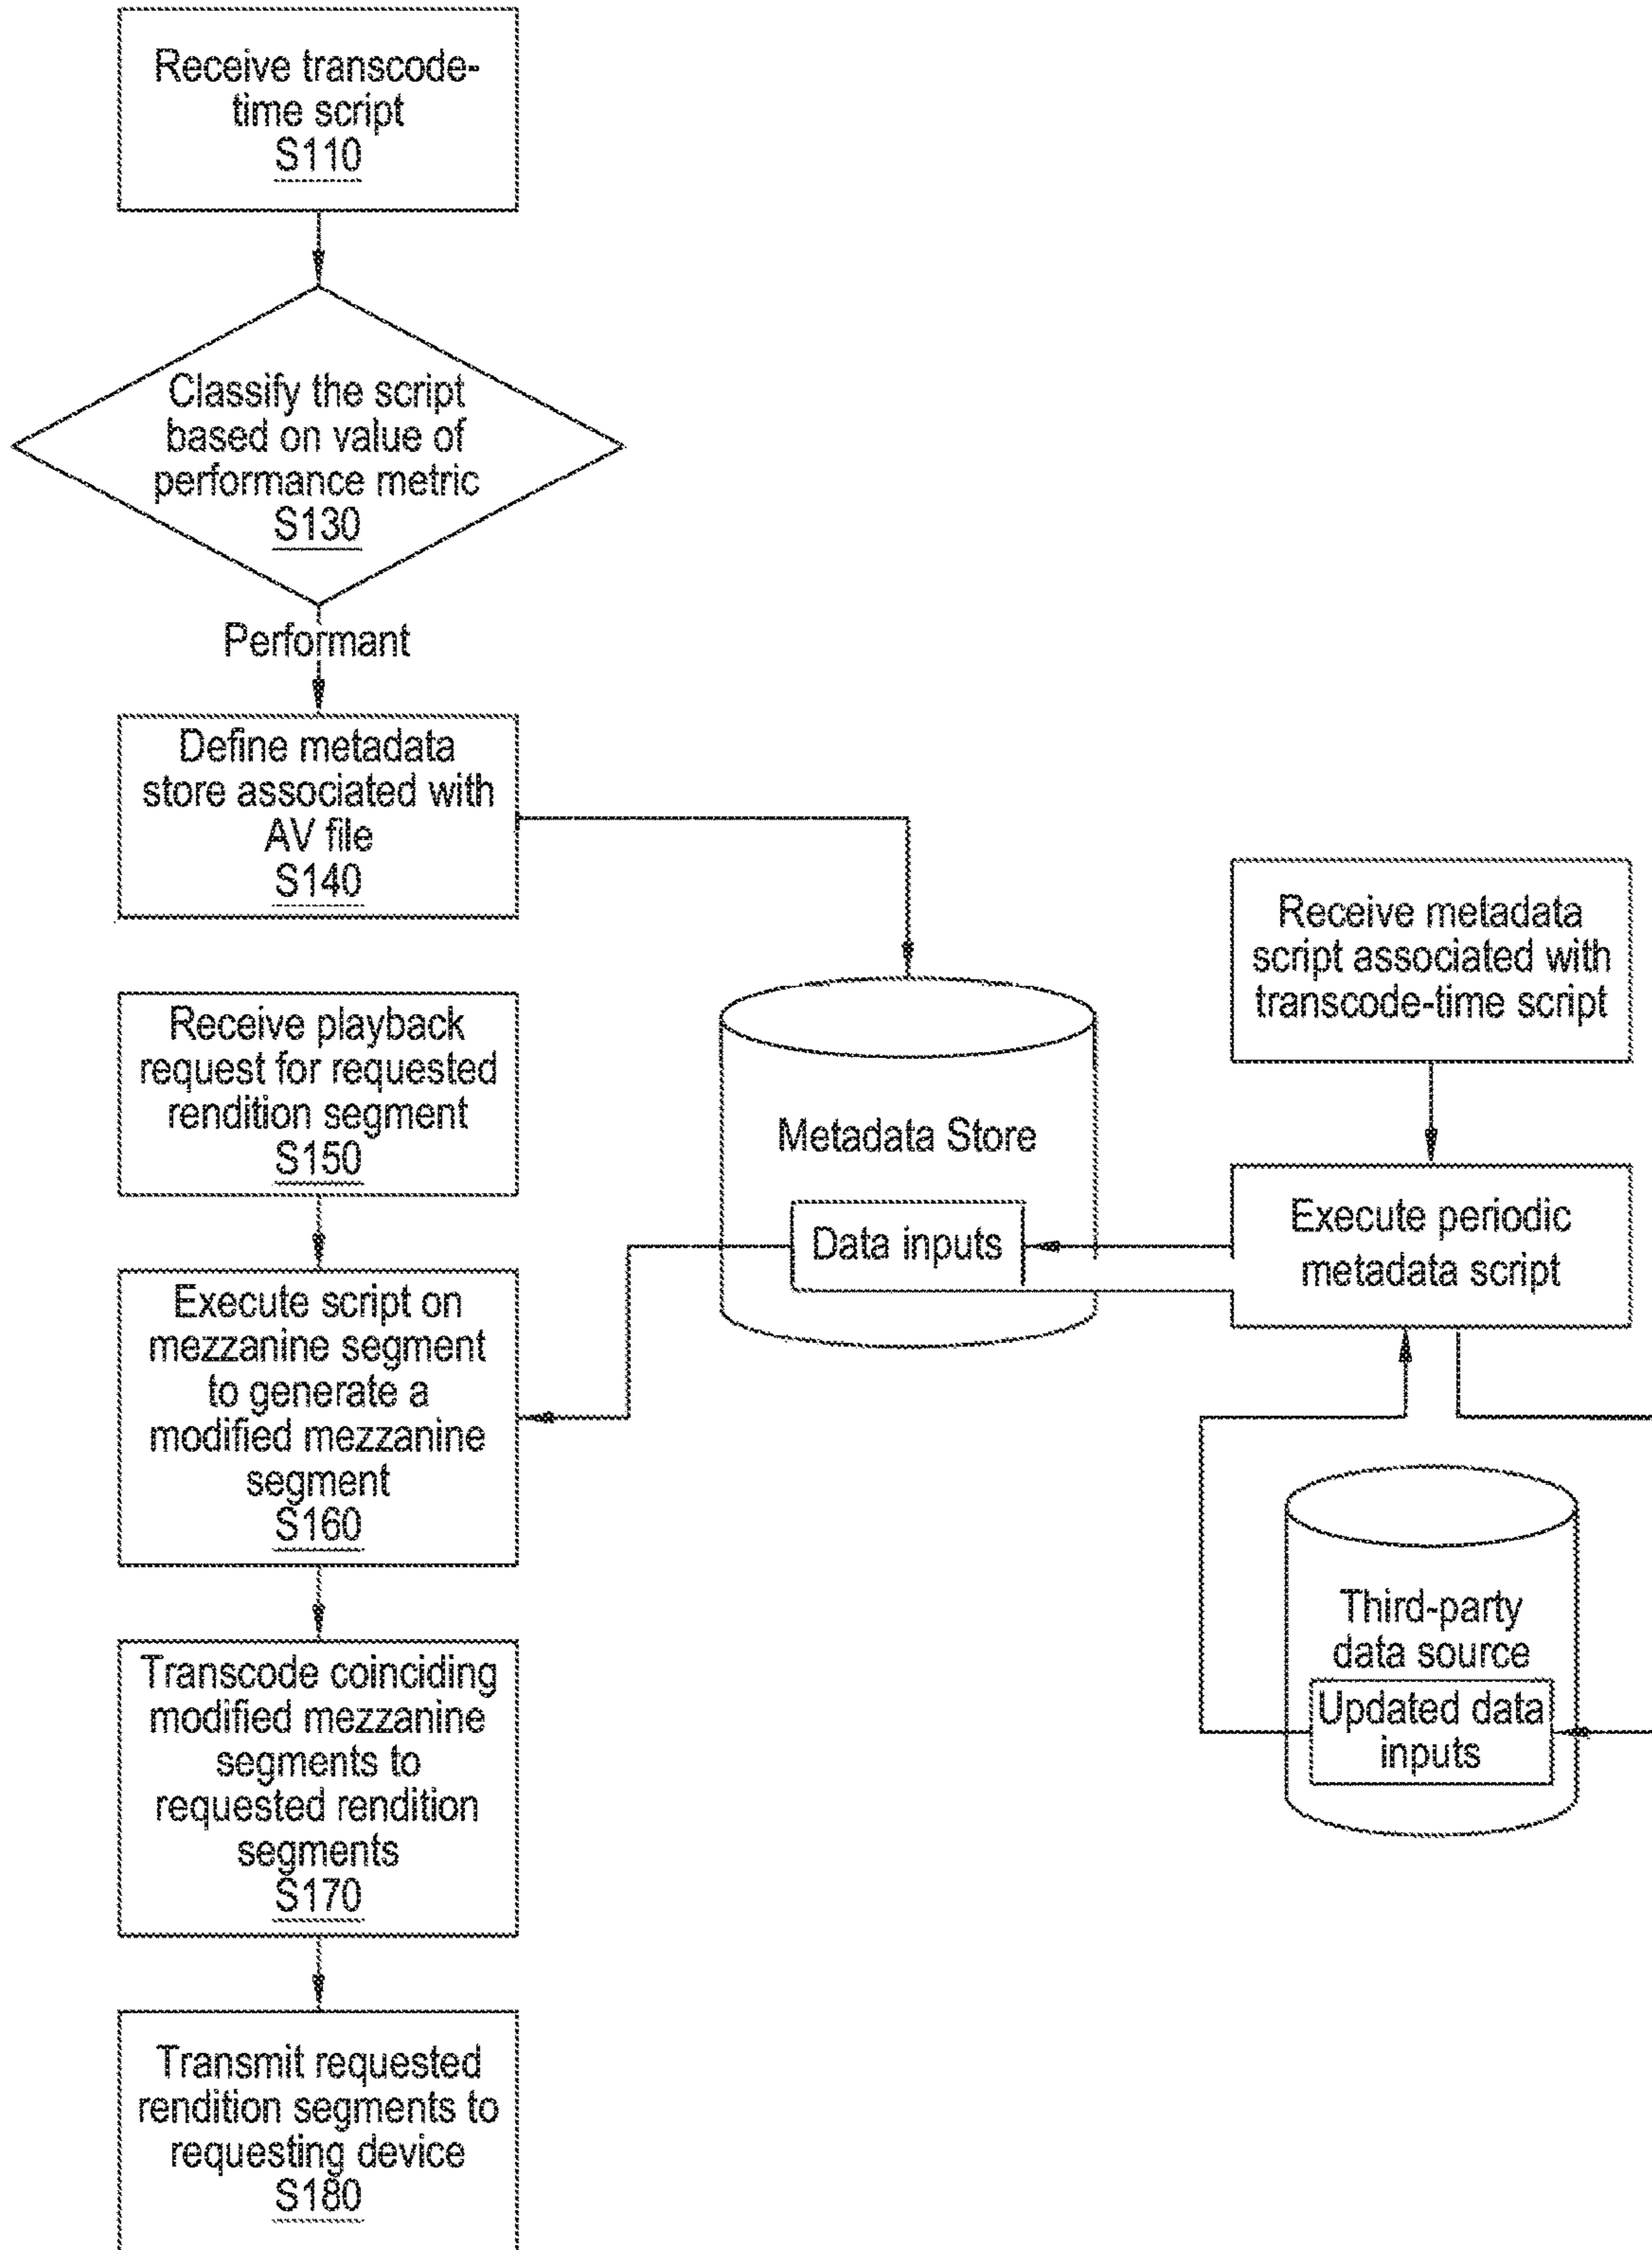 Receive transcode-
time script
S110
Classify the script
based on value of
performance metric
S130
Performant
Define metadata
store associated with
AV file
S140
Receive playback
request for requested
rendition segment
S150
Execute script on
mezzanine segment
to generate a
modified mezzanine
segment
S160
Transcode coinciding
modified mezzanine
segments to
requested rendition
segments
S170
Transmit requested
rendition segments to
requesting device
S180
Metadata Store
Data inputs
Receive metadata
script associated with
transcode-time script
Execute periodic
metadata script
Third-party
data source
Updated data
inputs